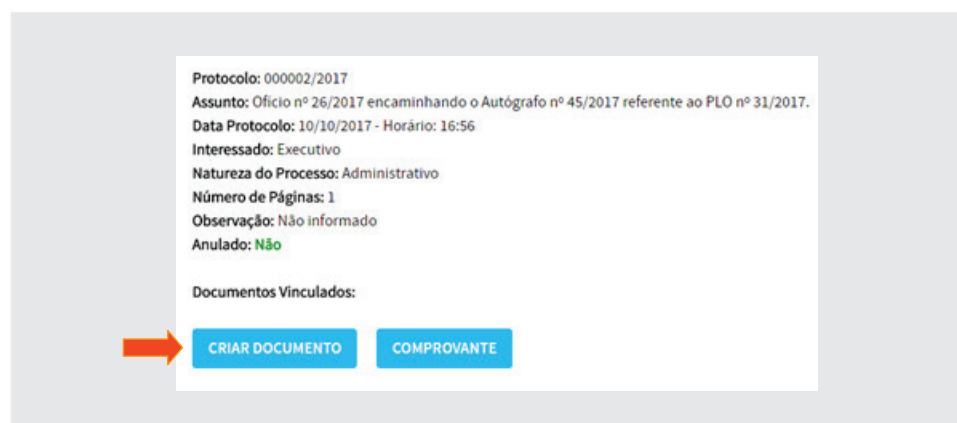 Protocolo: 000002/2017
Assunto: Ofício nº 26/2017 encaminhando o Autógrafo nº 45/2017 referente ao PLO nº 31/2017.
Data Protocolo: 10/10/2017 - Horário: 16:56
Interessado: Executivo
Natureza do Processo: Administrativo
Número de Páginas: 1
Observação: Não informado
Anulado: Não
Documentos Vinculados:
CRIAR DOCUMENTO COMPROVANTE